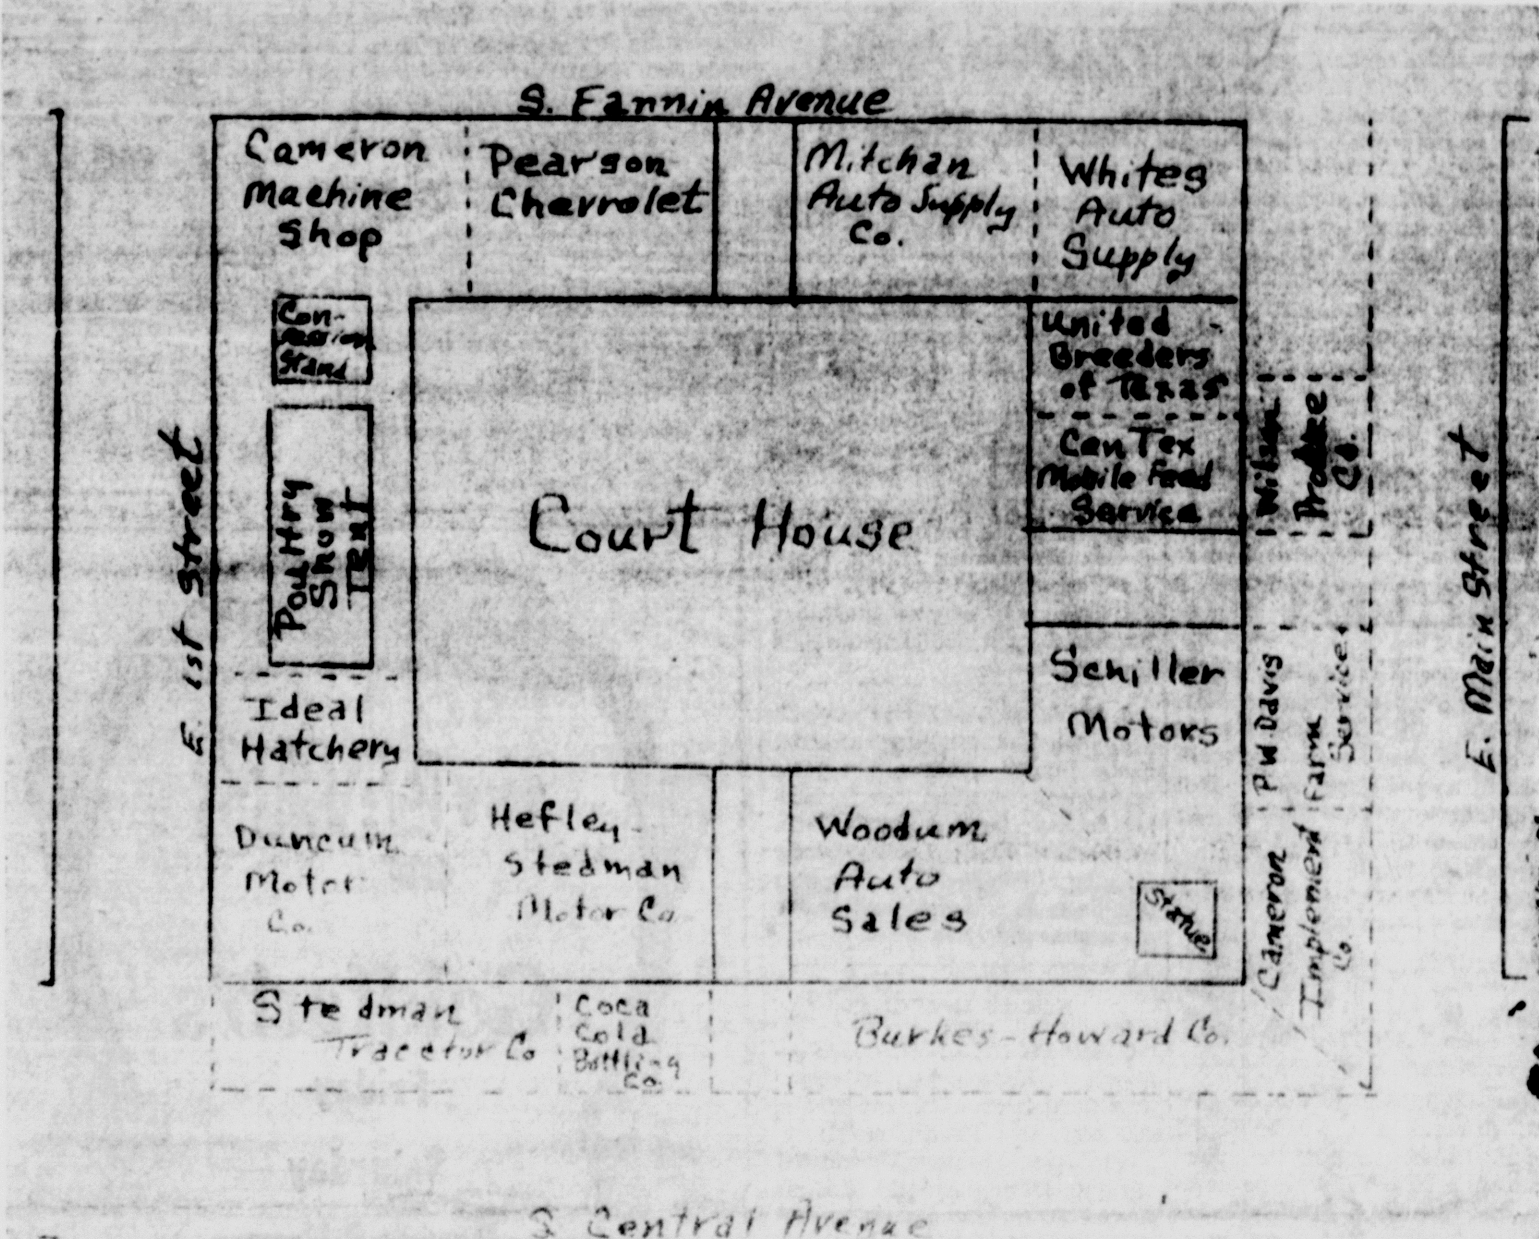 S. Fannin Avenue
Cameron
Machine
Shop
Pearson
Chevrolet
Mitchan
Auto Supply
Co.
Whites
Auto
Supply
Con-
cession
Stand
United
Breeders
of Texas
CenTex
Mobile Feed
Service
Wilson
Produce
Co.
E. 1st Street
Poultry
Show
Tent
Court House
E. Main Street
Ideal
Hatchery
Schiller
Motors
P W Davis
Farm
Service
Duncum
Motor
Co.
Hefley
Stedman
Motor Co
Woodum
Auto
Sales
Statue
Cameron
Implement
Co.
Stedman
Tracctor Co
Coca
Cola
Bottling
Co.
Burkes-Howard Co.
S Central Avenue